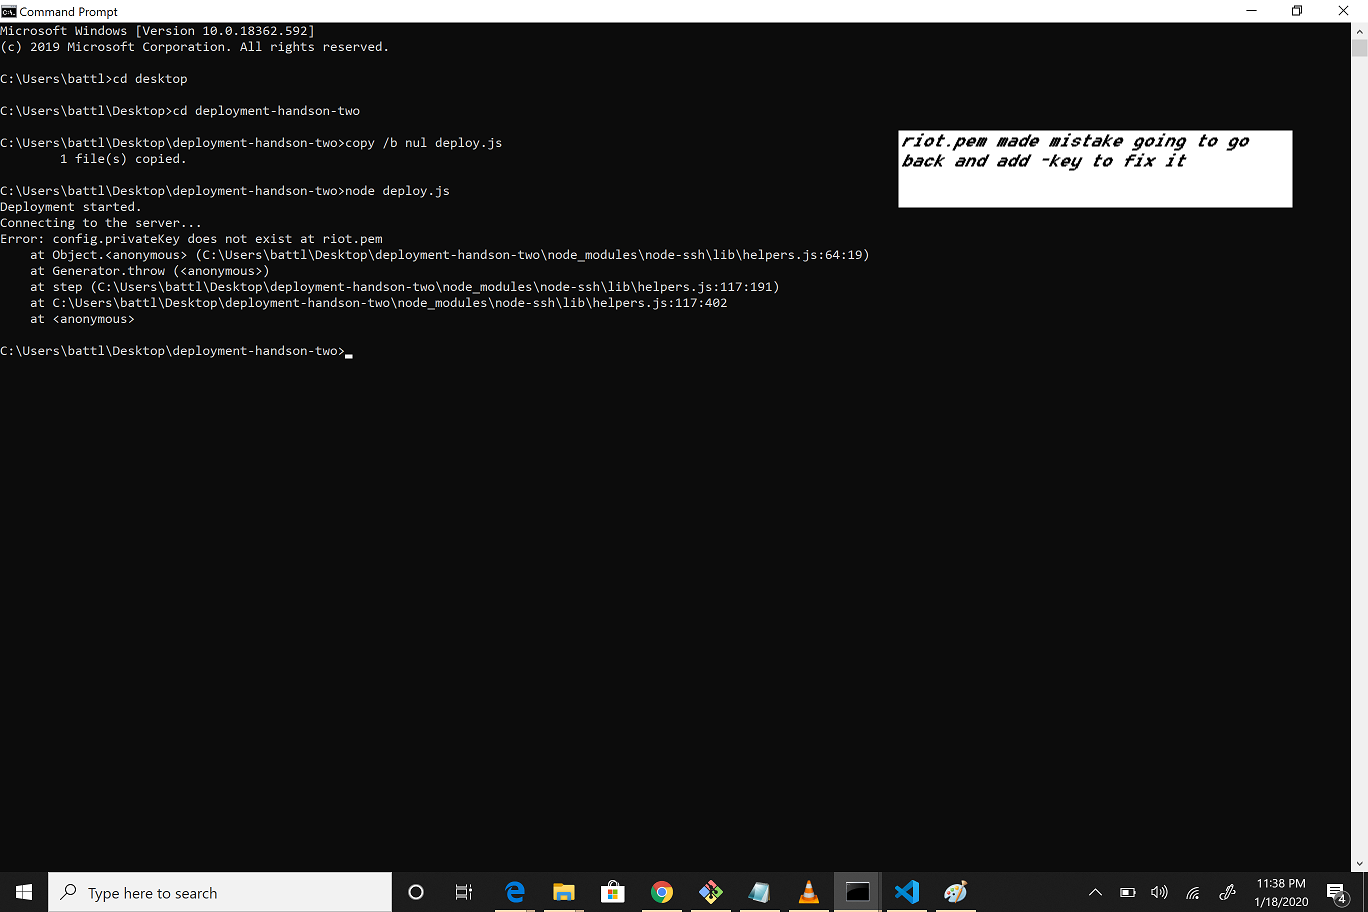 Command Prompt
Microsoft Windows [Version 10.0.18362.592]
(c) 2019 Microsoft Corporation. All rights reserved.
C:\Users\battl>cd desktop
C:\Users\battl\Desktop>cd deployment-handson-two
C:\Users\battl\Desktop\deployment-handson-two>copy /b nul deploy.js
        1 file(s) copied.
C:\Users\battl\Desktop\deployment-handson-two>node deploy.js
Deployment started.
Connecting to the server...
Error: config.privateKey does not exist at riot.pem
    at Object.<anonymous> (C:\Users\battl\Desktop\deployment-handson-two\node_modules\node-ssh\lib\helpers.js:64:19)
    at Generator.throw (<anonymous>)
    at step (C:\Users\battl\Desktop\deployment-handson-two\node_modules\node-ssh\lib\helpers.js:117:191)
    at C:\Users\battl\Desktop\deployment-handson-two\node_modules\node-ssh\lib\helpers.js:117:402
    at <anonymous>
C:\Users\battl\Desktop\deployment-handson-two>
riot.pem made mistake going to go
back and add -key to fix it
Type here to search
11:38 PM
1/18/2020
4